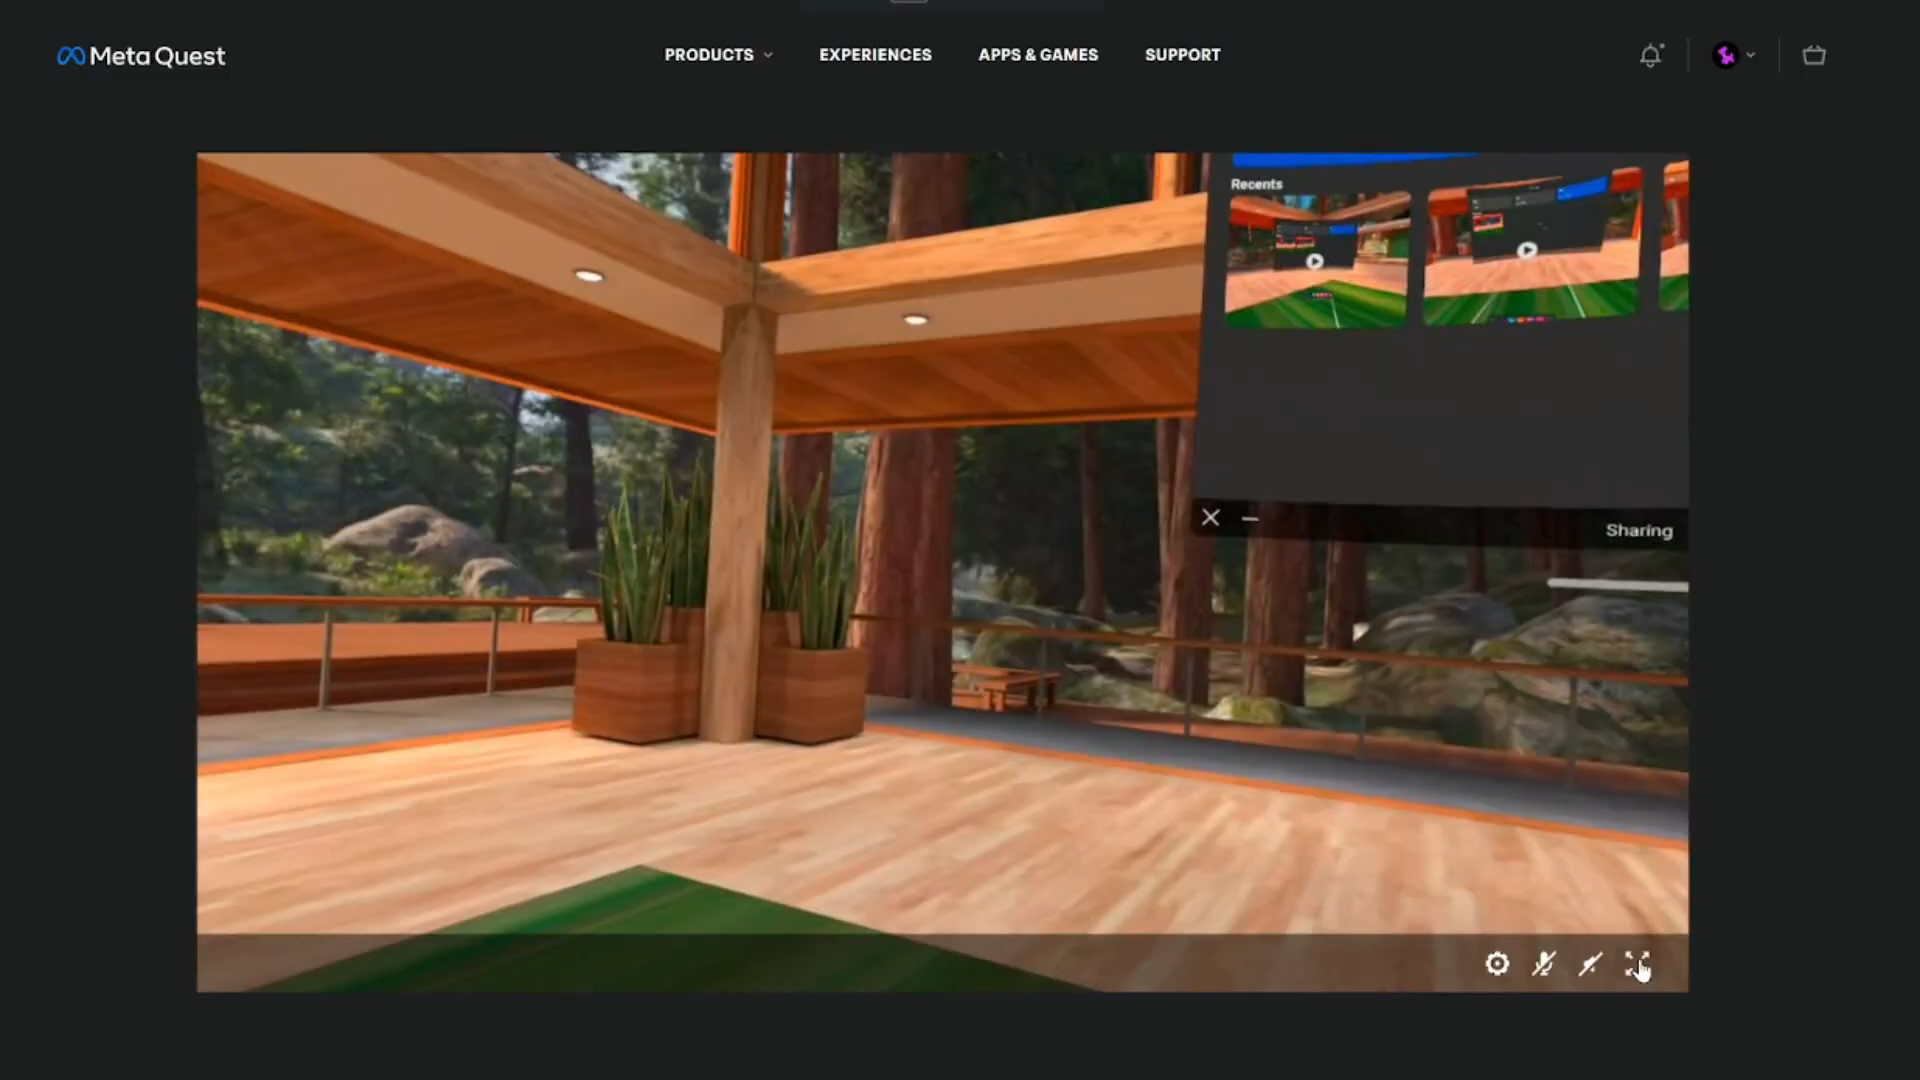 Meta Quest
PRODUCTS
EXPERIENCES
APPS & GAMES
SUPPORT
Recents
Sharing